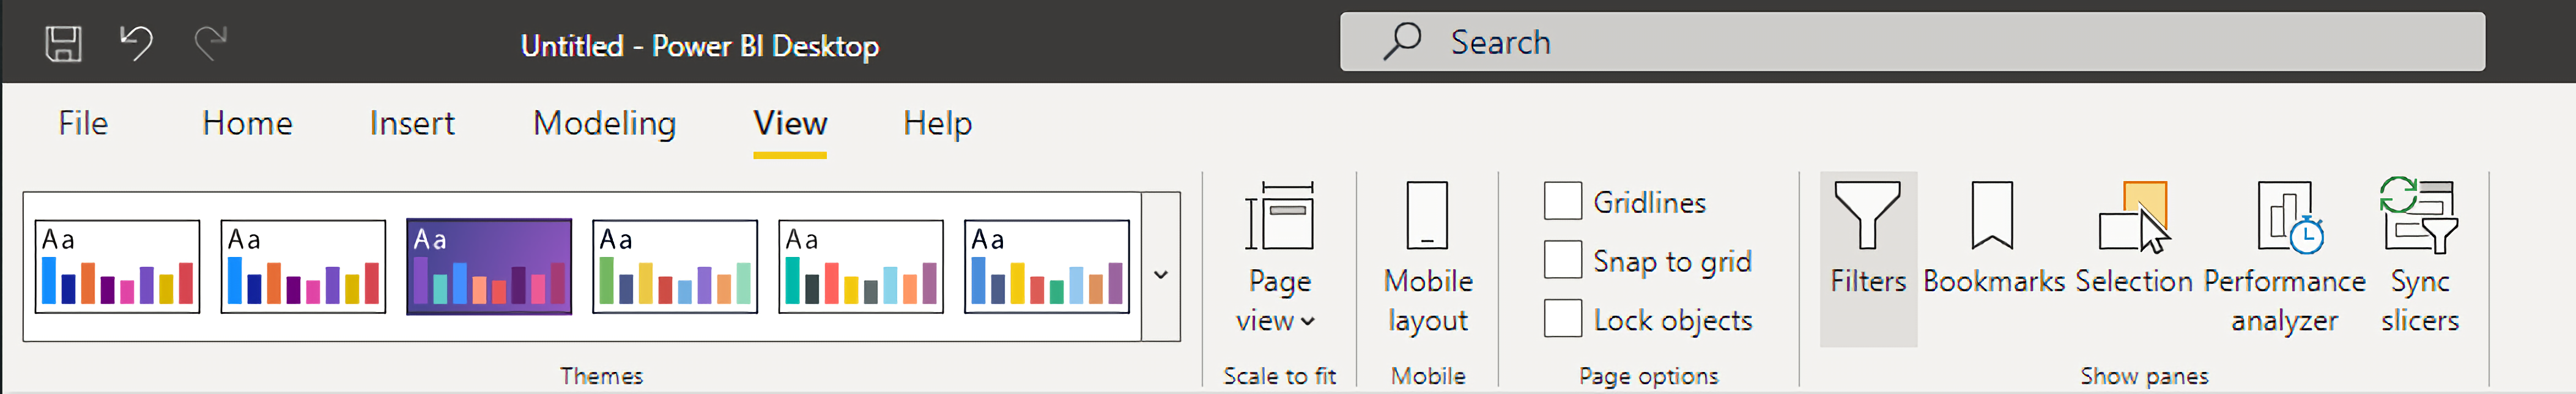 Untitled - Power BI Desktop
Search
File Home Insert Modeling View Help
Aa Aa Aa Aa Aa Aa
Page view
Mobile layout
Gridlines
Snap to grid
Lock objects
Filters
Bookmarks
Selection
Performance analyzer
Sync slicers
Themes
Scale to fit
Mobile
Page options
Show panes